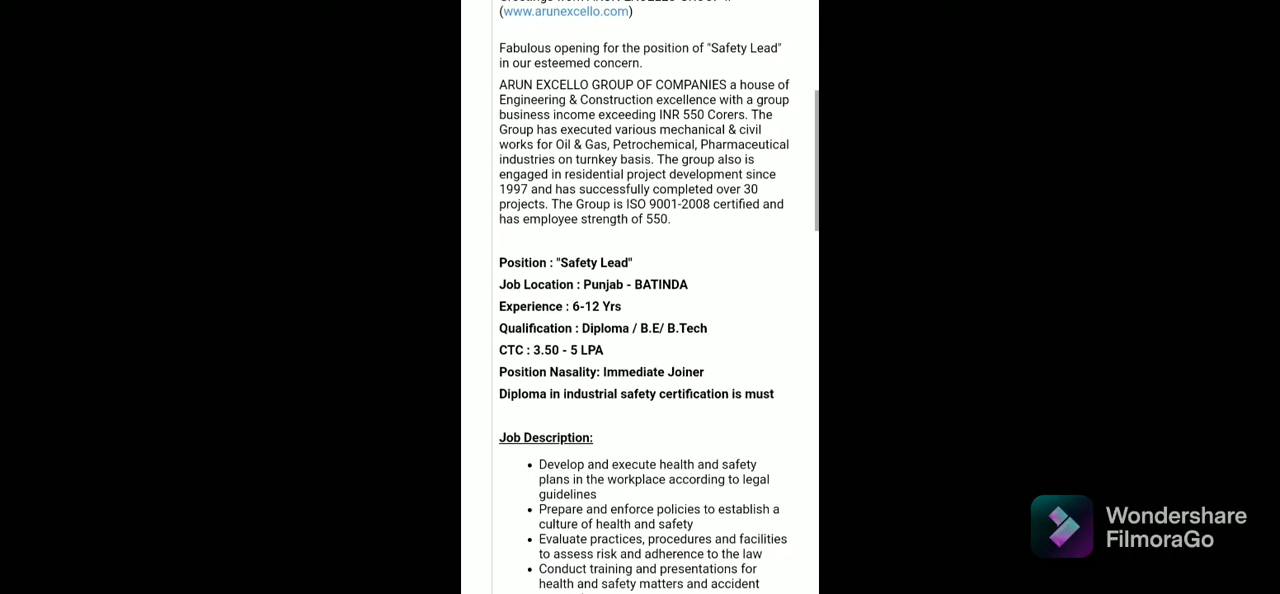 (www.arunexcello.com)
Fabulous opening for the position of "Safety Lead"
in our esteemed concern.
ARUN EXCELLO GROUP OF COMPANIES a house of
Engineering & Construction excellence with a group
business income exceeding INR 550 Corers. The
Group has executed various mechanical & civil
works for Oil & Gas, Petrochemical, Pharmaceutical
industries on turnkey basis. The group also is
engaged in residential project development since
1997 and has successfully completed over 30
projects. The Group is ISO 9001-2008 certified and
has employee strength of 550.
Position : "Safety Lead"
Job Location : Punjab - BATINDA
Experience : 6-12 Yrs
Qualification : Diploma / B.E/ B.Tech
CTC : 3.50 - 5 LPA
Position Nasality: Immediate Joiner
Diploma in industrial safety certification is must
Job Description:
• Develop and execute health and safety
plans in the workplace according to legal
guidelines
• Prepare and enforce policies to establish a
culture of health and safety
• Evaluate practices, procedures and facilities
to assess risk and adherence to the law
• Conduct training and presentations for
health and safety matters and accident
Wondershare
FilmoraGo